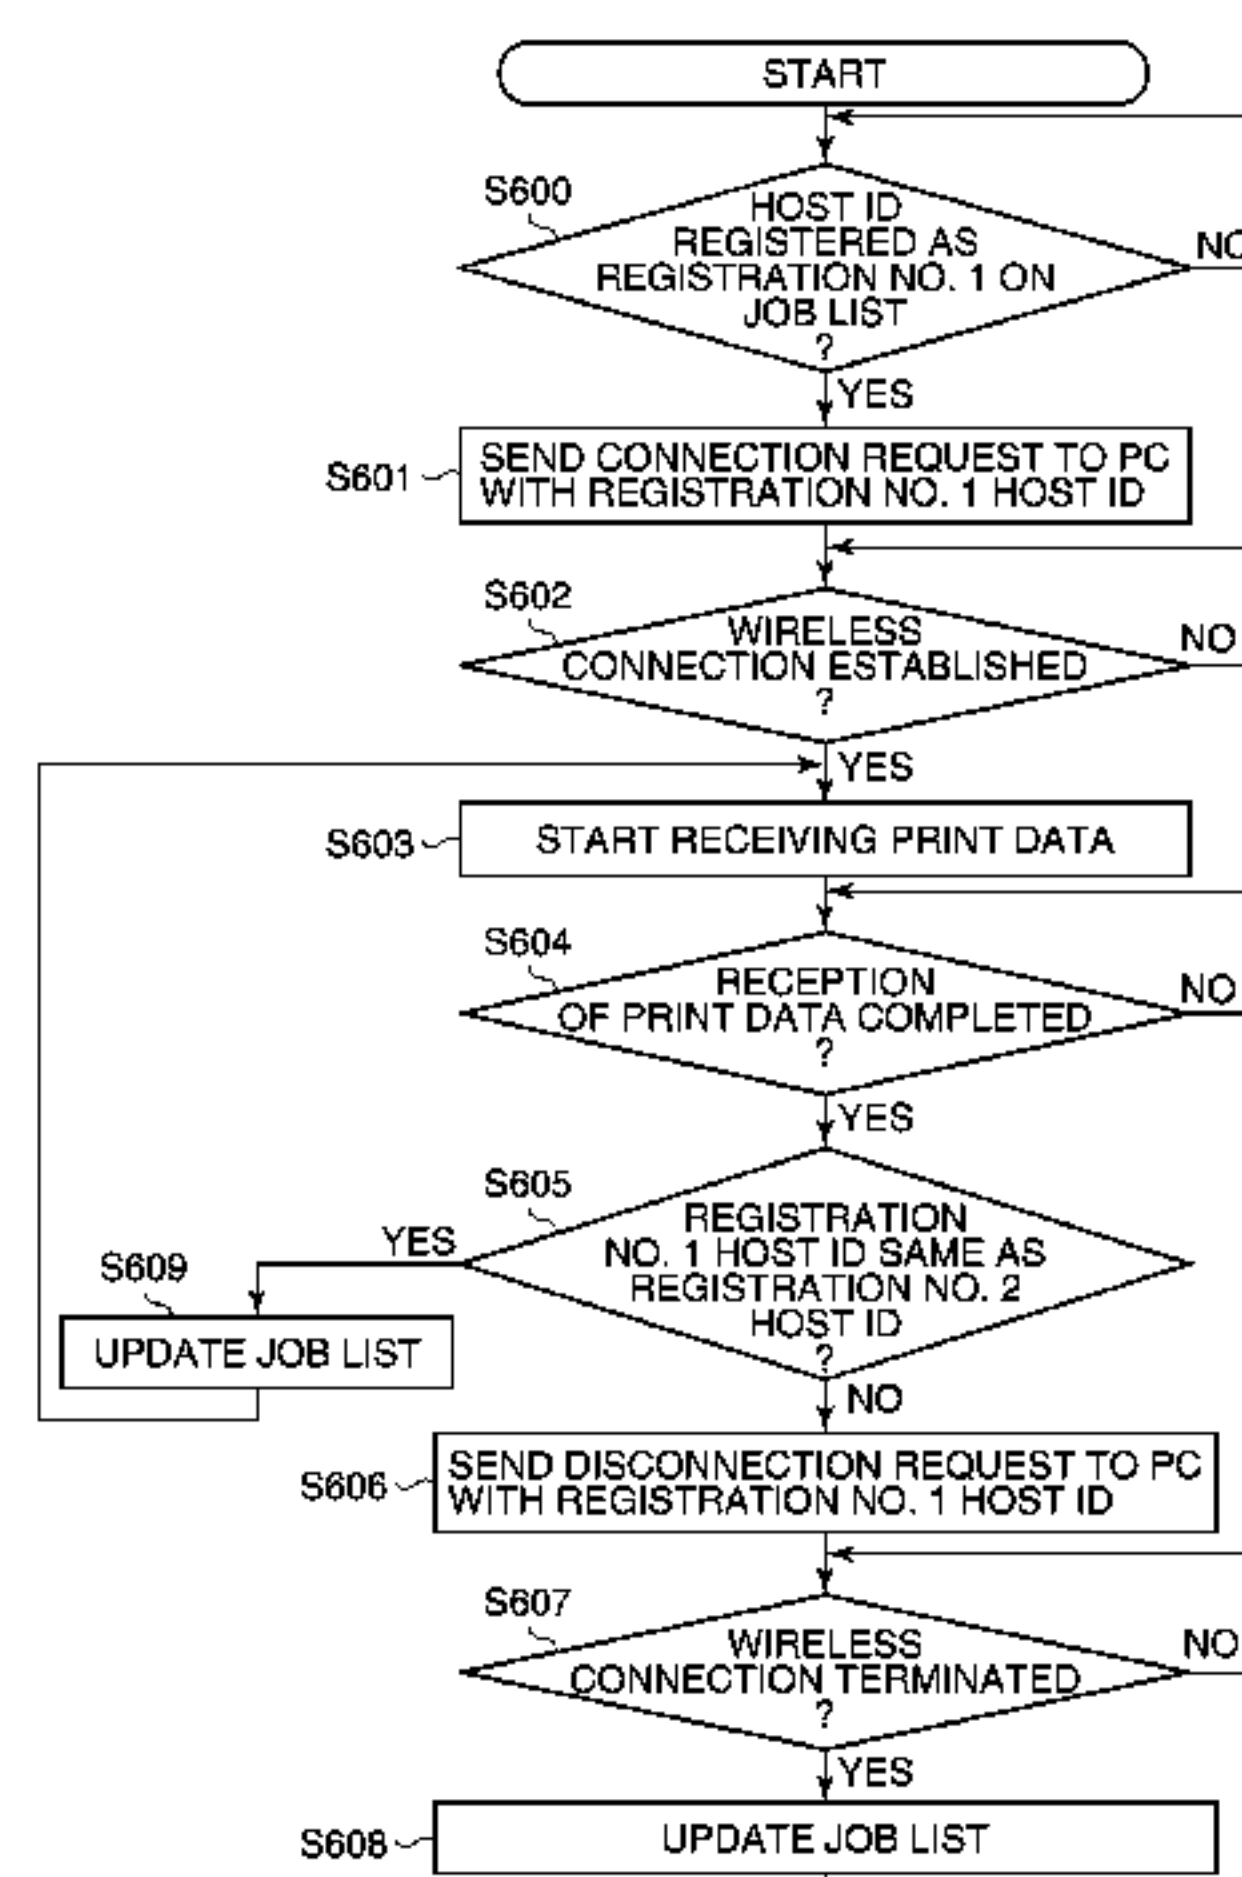 START
S600
HOST ID
REGISTERED AS
REGISTRATION NO. 1 ON
JOB LIST
?
NO
YES
S601
SEND CONNECTION REQUEST TO PC
WITH REGISTRATION NO. 1 HOST ID
S602
WIRELESS
CONNECTION ESTABLISHED
?
NO
YES
S603
START RECEIVING PRINT DATA
S604
RECEPTION
OF PRINT DATA COMPLETED
?
NO
YES
S605
REGISTRATION
NO. 1 HOST ID SAME AS
REGISTRATION NO. 2
HOST ID
?
YES
S609
UPDATE JOB LIST
NO
S606
SEND DISCONNECTION REQUEST TO PC
WITH REGISTRATION NO. 1 HOST ID
S607
WIRELESS
CONNECTION TERMINATED
?
NO
YES
S608
UPDATE JOB LIST